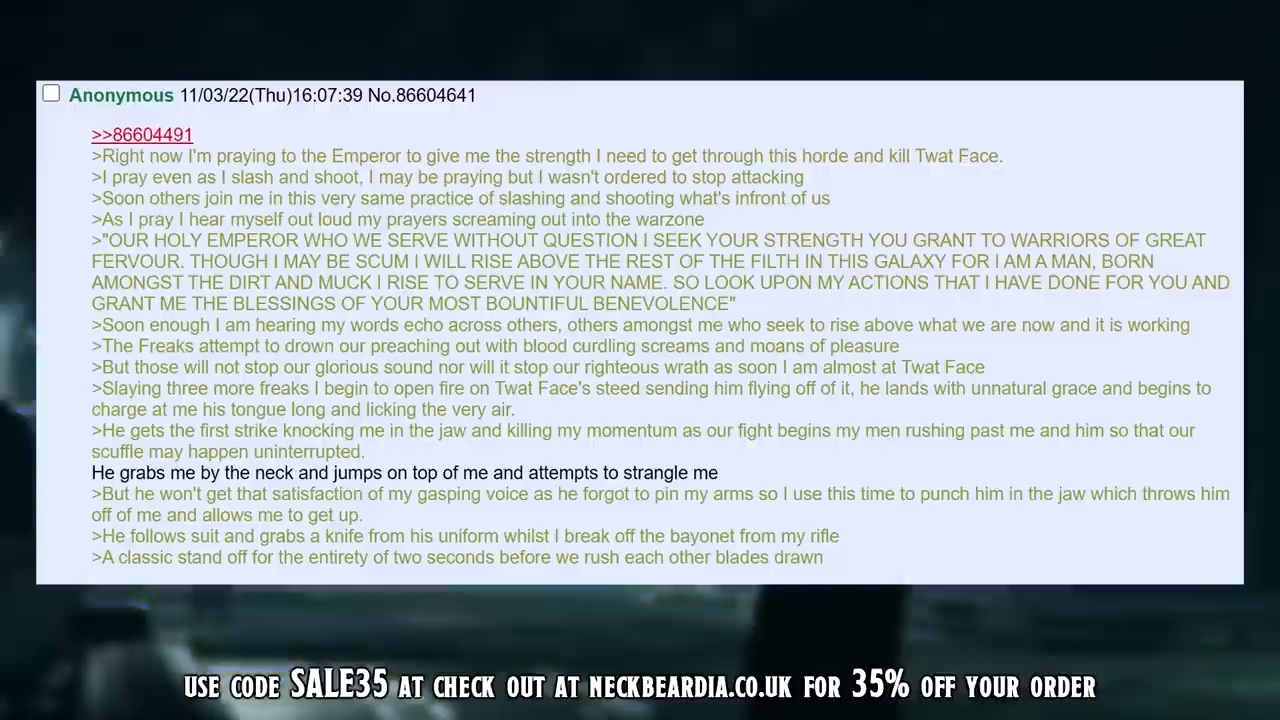 Anonymous 11/03/22(Thu)16:07:39 No.86604641
>>86604491
>Right now I'm praying to the Emperor to give me the strength I need to get through this horde and kill Twat Face.
>I pray even as I slash and shoot, I may be praying but I wasn't ordered to stop attacking
>Soon others join me in this very same practice of slashing and shooting what's infront of us
>As I pray I hear myself out loud my prayers screaming out into the warzone
>"OUR HOLY EMPEROR WHO WE SERVE WITHOUT QUESTION I SEEK YOUR STRENGTH YOU GRANT TO WARRIORS OF GREAT
FERVOUR. THOUGH I MAY BE SCUM I WILL RISE ABOVE THE REST OF THE FILTH IN THIS GALAXY FOR I AM A MAN, BORN
AMONGST THE DIRT AND MUCK I RISE TO SERVE IN YOUR NAME. SO LOOK UPON MY ACTIONS THAT I HAVE DONE FOR YOU AND
GRANT ME THE BLESSINGS OF YOUR MOST BOUNTIFUL BENEVOLENCE"
>Soon enough I am hearing my words echo across others, others amongst me who seek to rise above what we are now and it is working
>The Freaks attempt to drown our preaching out with blood curdling screams and moans of pleasure
>But those will not stop our glorious sound nor will it stop our righteous wrath as soon I am almost at Twat Face
>Slaying three more freaks I begin to open fire on Twat Face's steed sending him flying off of it, he lands with unnatural grace and begins to
charge at me his tongue long and licking the very air.
>He gets the first strike knocking me in the jaw and killing my momentum as our fight begins my men rushing past me and him so that our
scuffle may happen uninterrupted.
He grabs me by the neck and jumps on top of me and attempts to strangle me
>But he won't get that satisfaction of my gasping voice as he forgot to pin my arms so I use this time to punch him in the jaw which throws him
off of me and allows me to get up.
>He follows suit and grabs a knife from his uniform whilst I break off the bayonet from my rifle
>A classic stand off for the entirety of two seconds before we rush each other blades drawn
USE CODE SALE35 AT CHECK OUT AT NECKBEARDIA.CO.UK FOR 35% OFF YOUR ORDER